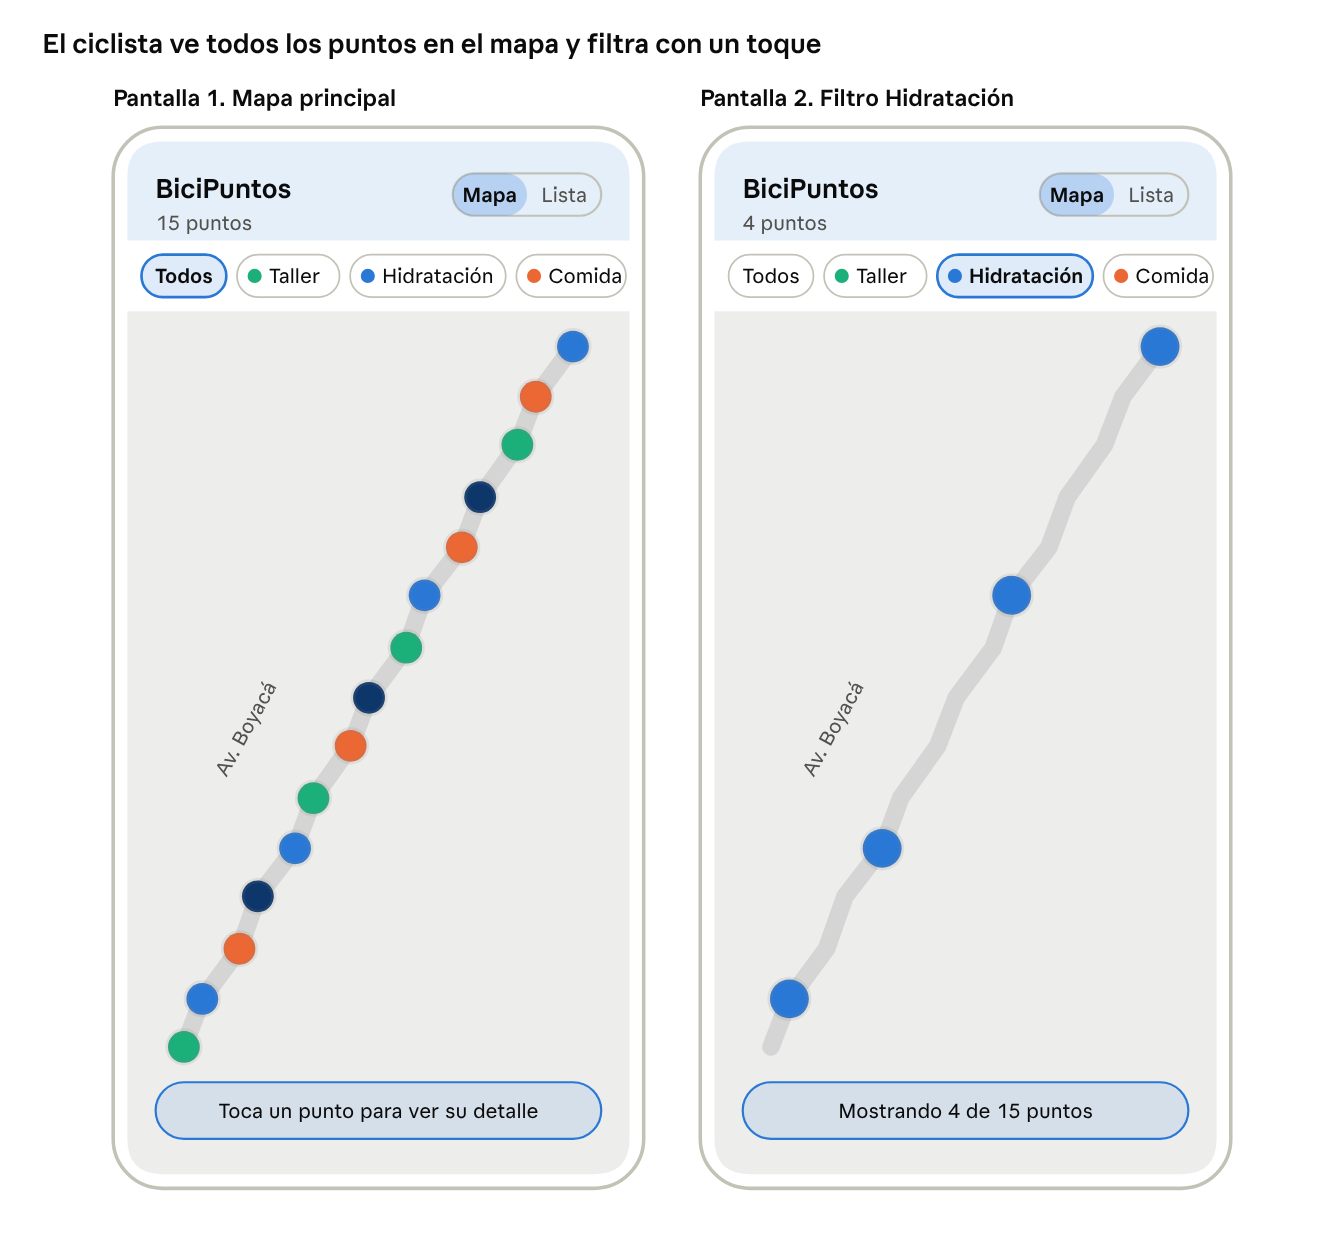 El ciclista ve todos los puntos en el mapa y filtra con un toque
Pantalla 1. Mapa principal
BiciPuntos
Mapa
Lista
15 puntos
Todos
Taller
Hidratación
Comida
Av. Boyacá
Toca un punto para ver su detalle
Pantalla 2. Filtro Hidratación
BiciPuntos
Mapa
Lista
4 puntos
Todos
Taller
Hidratación
Comida
Av. Boyacá
Mostrando 4 de 15 puntos